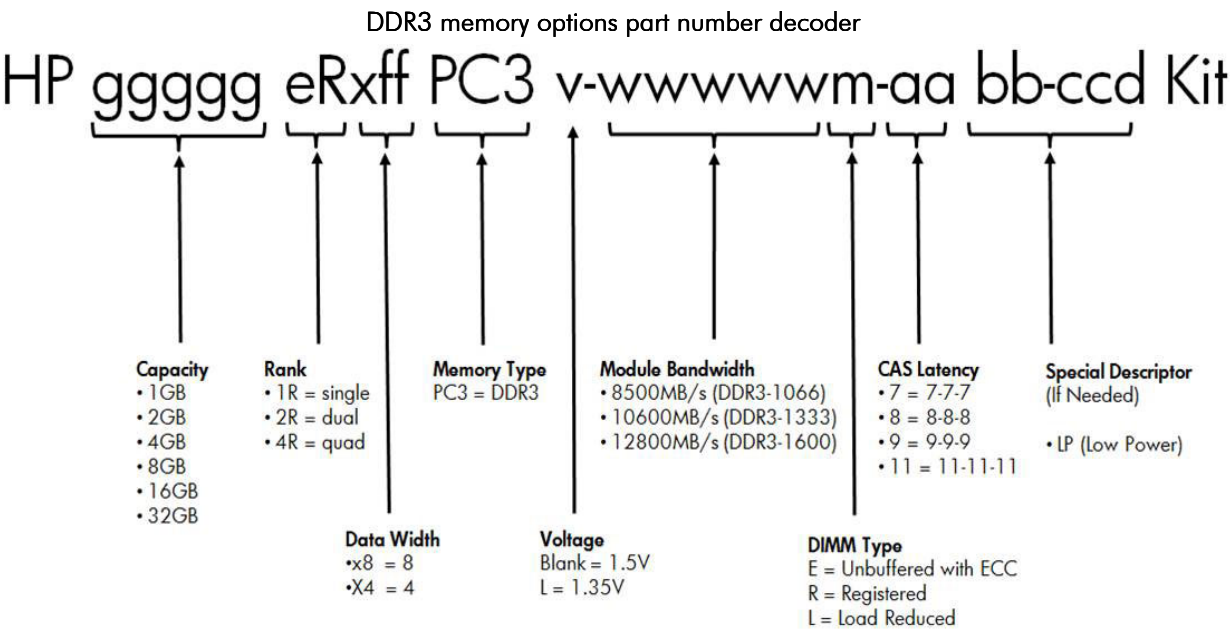 DDR3 memory options part number decoder
HP ggggg eRxff PC3 v-wwwwwm-aa bb-ccd Kit
Capacity
• 1GB
• 2GB
• 4GB
• 8GB
• 16GB
• 32GB
Rank
• 1R = single
• 2R = dual
• 4R = quad
Memory Type
PC3 = DDR3
Module Bandwidth
• 8500MB/s (DDR3-1066)
• 10600MB/s (DDR3-1333)
• 12800MB/s (DDR3-1600)
CAS Latency
• 7 = 7-7-7
• 8 = 8-8-8
• 9 = 9-9-9
• 11 = 11-11-11
Special Descriptor
(If Needed)
• LP (Low Power)
Data Width
•x8 = 8
•X4 = 4
Voltage
Blank = 1.5V
L = 1.35V
DIMM Type
E = Unbuffered with ECC
R = Registered
L = Load Reduced